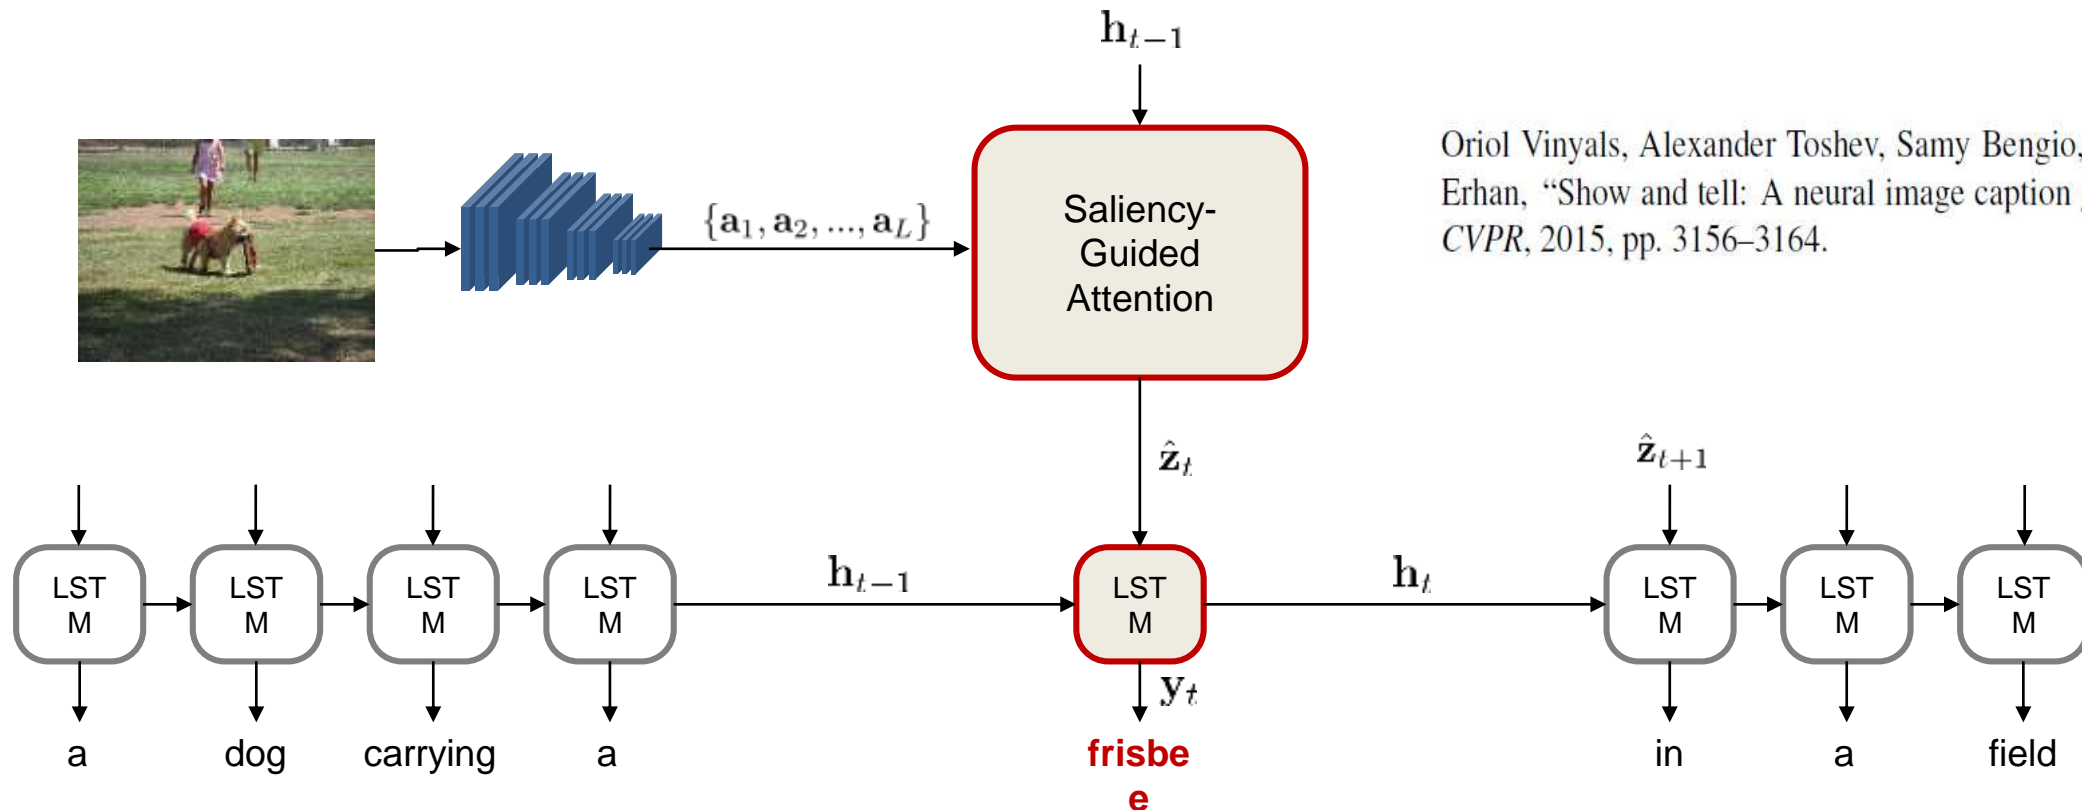 h_{t−1}
Oriol Vinyals, Alexander Toshev, Samy Bengio,
Erhan, “Show and tell: A neural image caption
CVPR, 2015, pp. 3156–3164.
{a_1, a_2, ..., a_L}
Saliency-
Guided
Attention
ẑ_t
ẑ_{t+1}
LST
M
LST
M
LST
M
LST
M
h_{t−1}
LST
M
h_t
LST
M
LST
M
LST
M
y_t
a
dog
carrying
a
frisbe
e
in
a
field